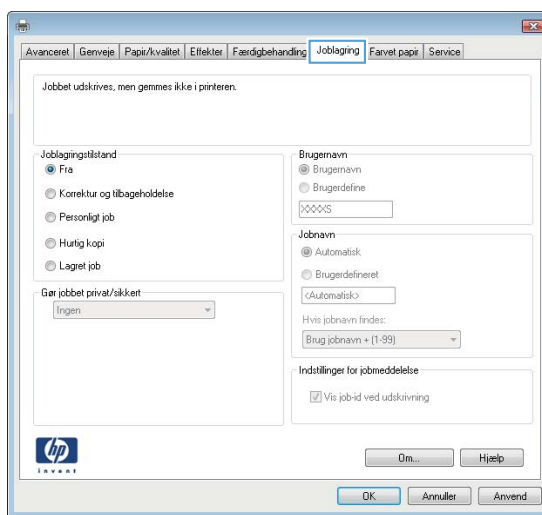 Avanceret Genveje Papir/kvalitet Effekter Færdigbehandling Joblagring Farvet papir Service
Jobbet udskrives, men gemmes ikke i printeren.
Joblagringstilstand
Fra
Korrektur og tilbageholdelse
Personligt job
Hurtig kopi
Lagret job
Gør jobbet privat/sikkert
Ingen
Brugernavn
Brugernavn
Brugerdefine
XXXXS
Jobnavn
Automatisk
Brugerdefineret
<Automatisk>
Hvis jobnavn findes:
Brug jobnavn + (1-99)
Indstillinger for jobmeddelelse
Vis job-id ved udskrivning
hp
invent
Om... Hjælp
OK Annuller Anvend